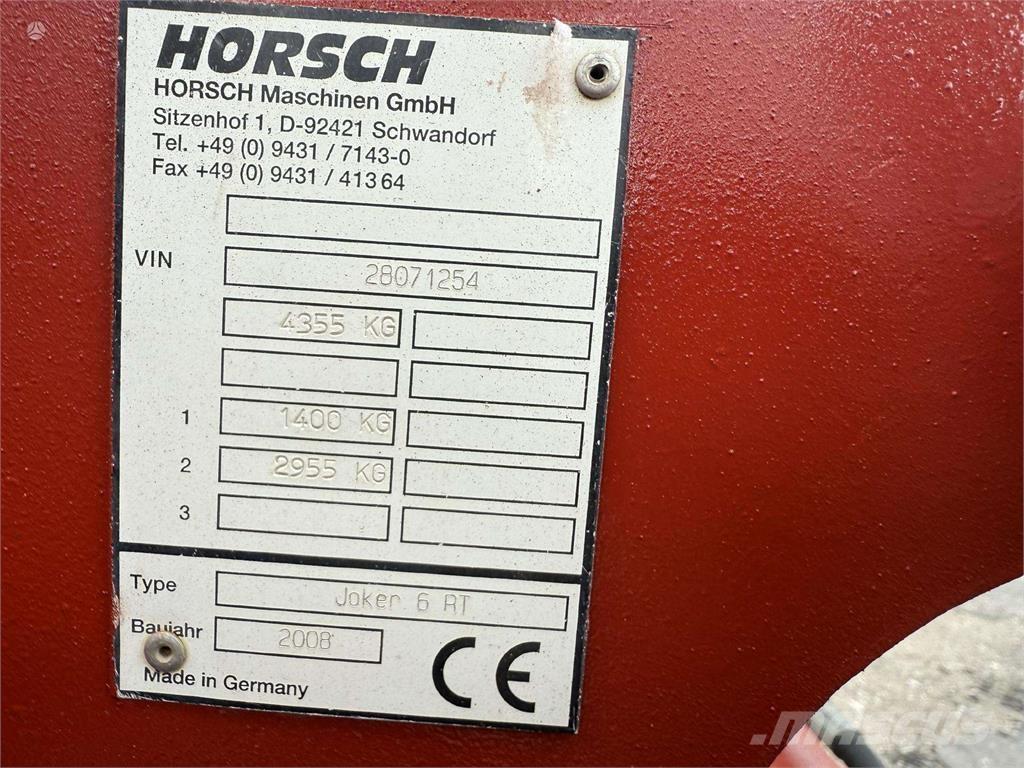 HORSCH
HORSCH Maschinen GmbH
Sitzenhof 1, D-92421 Schwandorf
Tel. +49 (0) 9431 / 7143-0
Fax +49 (0) 9431 / 41364
VIN 28071254
4355 KG
1 1400 KG
2 2955 KG
3
Type Joker 6 RT
Baujahr 2008
CE
Made in Germany
MASCUS